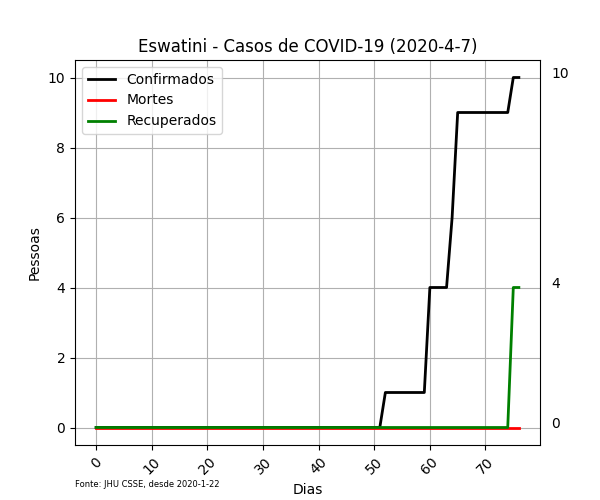 Eswatini - Casos de COVID-19 (2020-4-7)
Confirmados
Mortes
Recuperados
Pessoas
10
8
6
4
2
0
10
4
0
0 10 20 30 40 50 60 70
Dias
Fonte: JHU CSSE, desde 2020-1-22